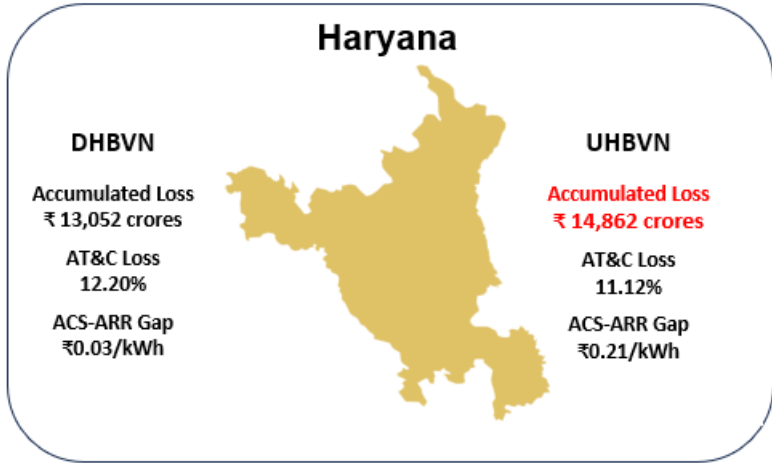 Haryana
DHBVN
Accumulated Loss
₹ 13,052 crores
AT&C Loss
12.20%
ACS-ARR Gap
₹0.03/kWh
UHBVN
Accumulated Loss
₹ 14,862 crores
AT&C Loss
11.12%
ACS-ARR Gap
₹0.21/kWh